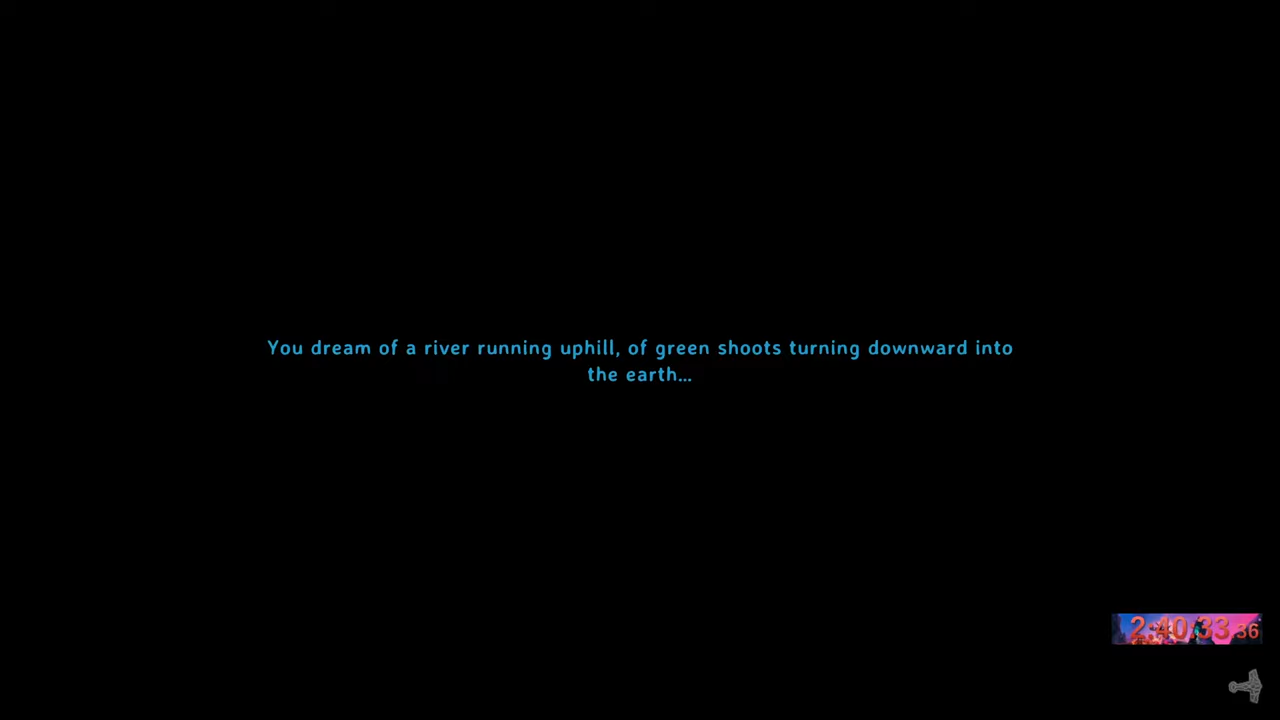 You dream of a river running uphill, of green shoots turning downward into
the earth...
2:40:33.36